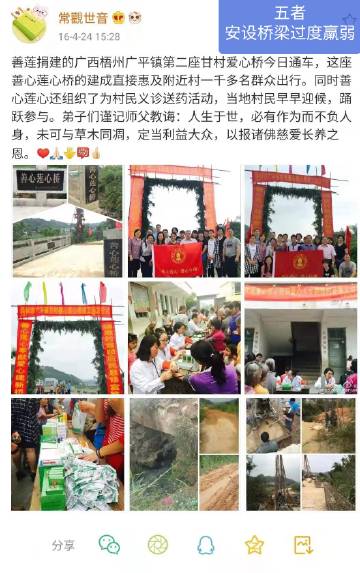 常觀世音
16-4-24 15:28
五者
安设桥梁过度羸弱
善莲捐建的广西梧州广平镇第二座甘村爱心桥今日通车，这座
善心莲心桥的建成直接惠及附近村一千多名群众出行。同时善
心莲心还组织了为村民义诊送药活动，当地村民早早迎候，踊
跃参与。弟子们谨记师父教诲：人生于世，必有作为而不负人
身，未可与草木同凋，定当利益大众，以报诸佛慈爱长养之
恩。
善心莲心桥
善心莲心桥
分享